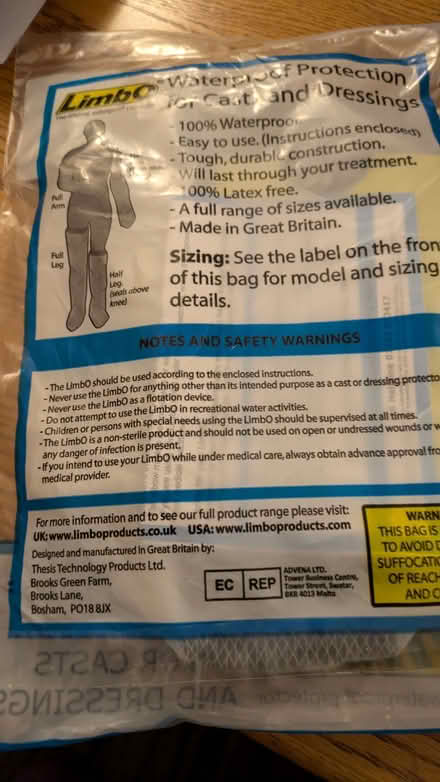 LimbO
Waterproof Protection
for Casts and Dressings
- 100% Waterproof.
- Easy to use. (Instructions enclosed)
- Tough, durable construction.
Will last through your treatment.
- 100% Latex free.
- A full range of sizes available.
- Made in Great Britain.
Full
Arm
Half
Full
Leg
Half
Leg
(seals above
knee)
Sizing: See the label on the fron
of this bag for model and sizing
details.
NOTES AND SAFETY WARNINGS
- The LimbO should be used according to the enclosed instructions.
- Never use the LimbO for anything other than its intended purpose as a cast or dressing protecto
- Never use the LimbO as a flotation device.
- Do not attempt to use the LimbO in recreational water activities.
- Children or persons with special needs using the LimbO should be supervised at all times.
- The LimbO is a non-sterile product and should not be used on open or undressed wounds or w
any danger of infection is present.
- If you intend to use your LimbO while under medical care, always obtain advance approval fro
medical provider.
For more information and to see our full product range please visit:
UK: www.limboproducts.co.uk USA: www.limboproducts.com
Designed and manufactured in Great Britain by:
Thesis Technology Products Ltd.
Brooks Green Farm,
Brooks Lane,
Bosham, PO18 8JX
EC REP
ADVENA LTD.
Tower Business Centre,
Tower Street, Swatar,
BKR 4013 Malta
WARN
THIS BAG IS
TO AVOID D
SUFFOCATI
OF REACH
AND C
R CASTS
AND DRESSINGS
waterproof protector